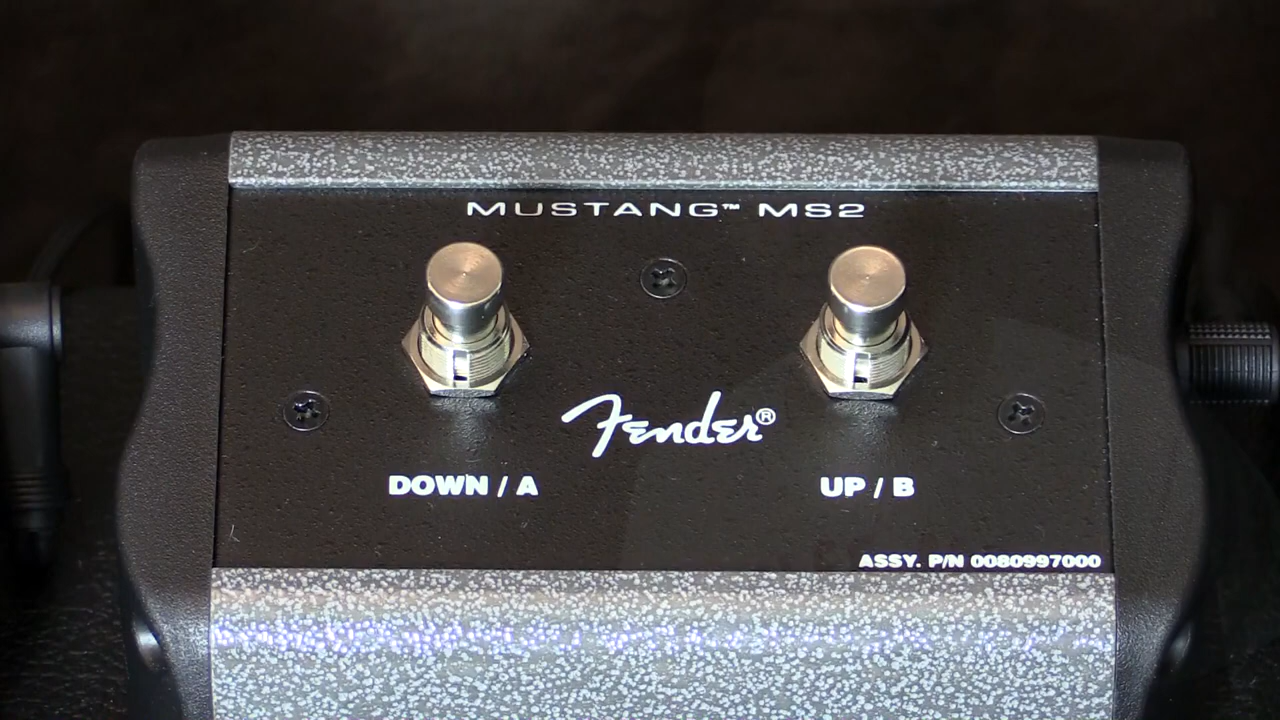 MUSTANG™ MS2
Fender®
DOWN / A
UP / B
ASSY. P/N 0080997000